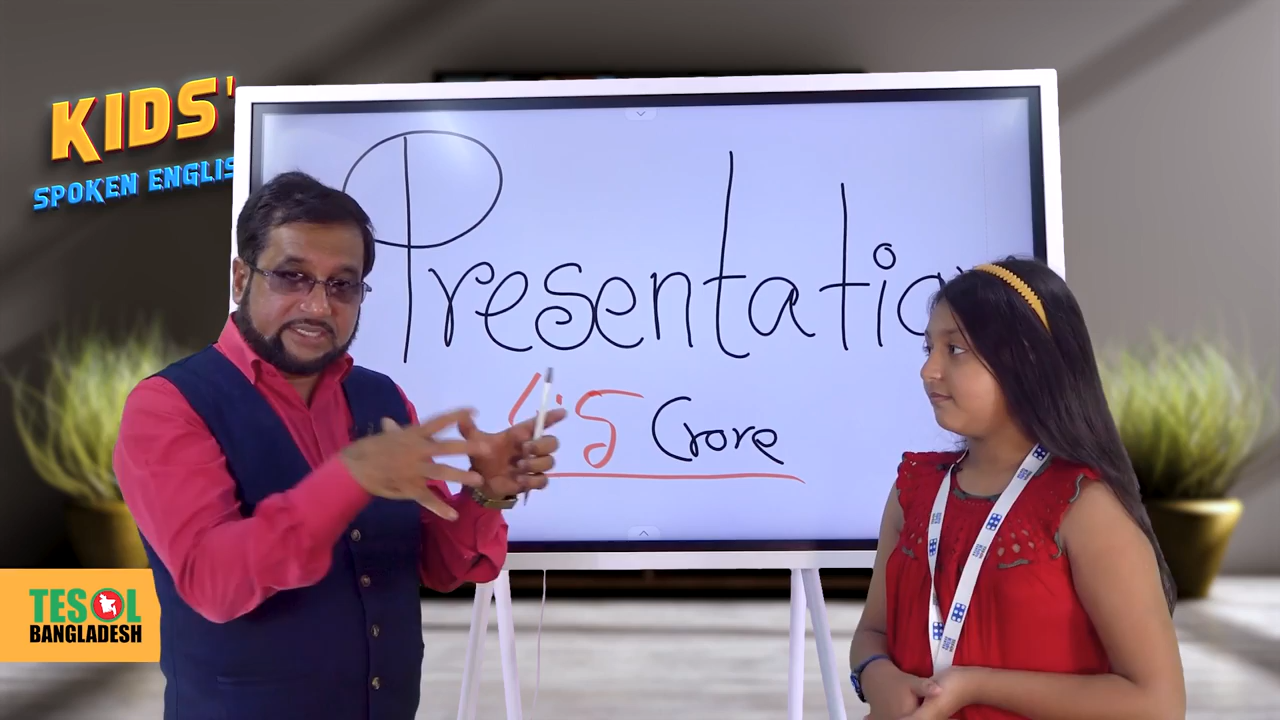 KIDS'
SPOKEN ENGLIS
Presentatio
Crore
TESOL
BANGLADESH